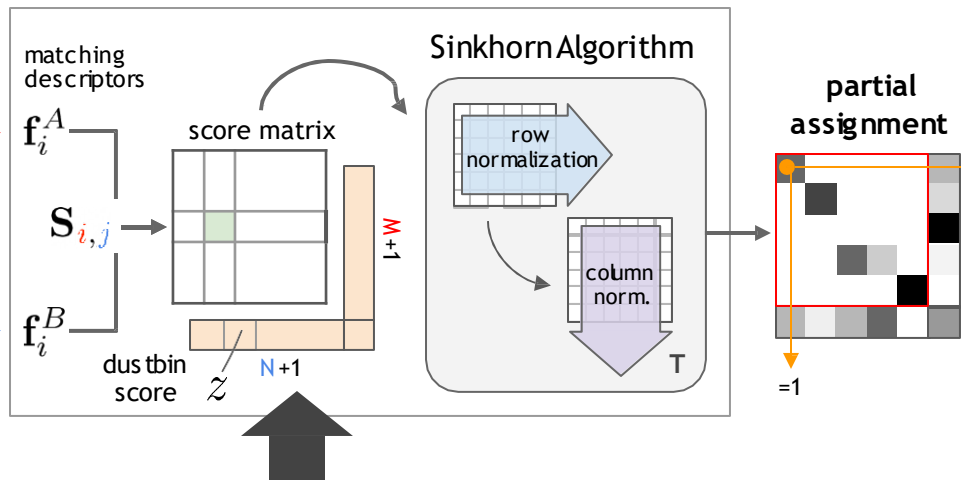 matching
descriptors
f_i^A
S_{i,j}
f_i^B
score matrix
M+1
N+1
dustbin
score
z
Sinkhorn Algorithm
row
normalization
column
norm.
T
partial
assignment
=1